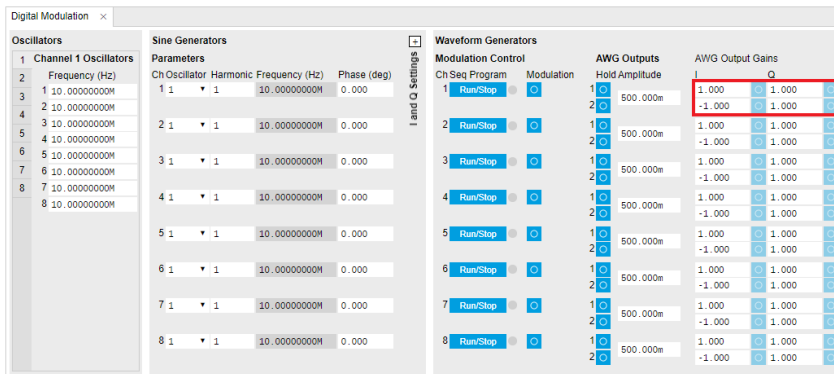 Digital Modulation ×
Oscillators
1 Channel 1 Oscillators
2 Frequency (Hz)
3
4
5
6
7
8
1 10.00000000M
2 10.00000000M
3 10.00000000M
4 10.00000000M
5 10.00000000M
6 10.00000000M
7 10.00000000M
8 10.00000000M
Sine Generators
Parameters
Ch Oscillator Harmonic Frequency (Hz) Phase (deg)
1 1 ▼ 1 10.00000000M 0.000
2 1 ▼ 1 10.00000000M 0.000
3 1 ▼ 1 10.00000000M 0.000
4 1 ▼ 1 10.00000000M 0.000
5 1 ▼ 1 10.00000000M 0.000
6 1 ▼ 1 10.00000000M 0.000
7 1 ▼ 1 10.00000000M 0.000
8 1 ▼ 1 10.00000000M 0.000
+
I and Q Settings
Waveform Generators
Modulation Control AWG Outputs AWG Output Gains
Ch Seq Program Modulation Hold Amplitude I Q
1 Run/Stop 1 500.000m 1.000 1.000
2 -1.000 1.000
2 Run/Stop 1 500.000m 1.000 1.000
2 -1.000 1.000
3 Run/Stop 1 500.000m 1.000 1.000
2 -1.000 1.000
4 Run/Stop 1 500.000m 1.000 1.000
2 -1.000 1.000
5 Run/Stop 1 500.000m 1.000 1.000
2 -1.000 1.000
6 Run/Stop 1 500.000m 1.000 1.000
2 -1.000 1.000
7 Run/Stop 1 500.000m 1.000 1.000
2 -1.000 1.000
8 Run/Stop 1 500.000m 1.000 1.000
2 -1.000 1.000